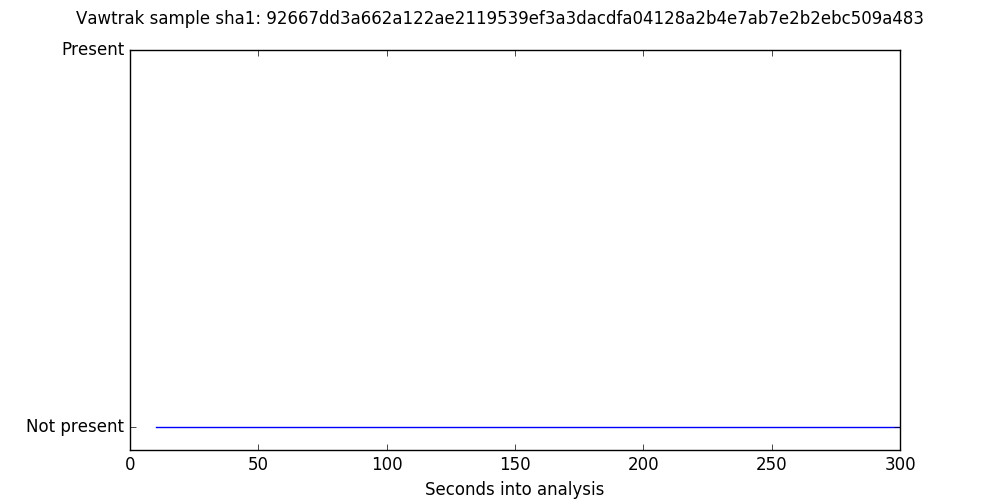 Vawtrak sample sha1: 92667dd3a662a122ae2119539ef3a3dacdfa04128a2b4e7ab7e2b2ebc509a483
Present
Not present
0 50 100 150 200 250 300
Seconds into analysis